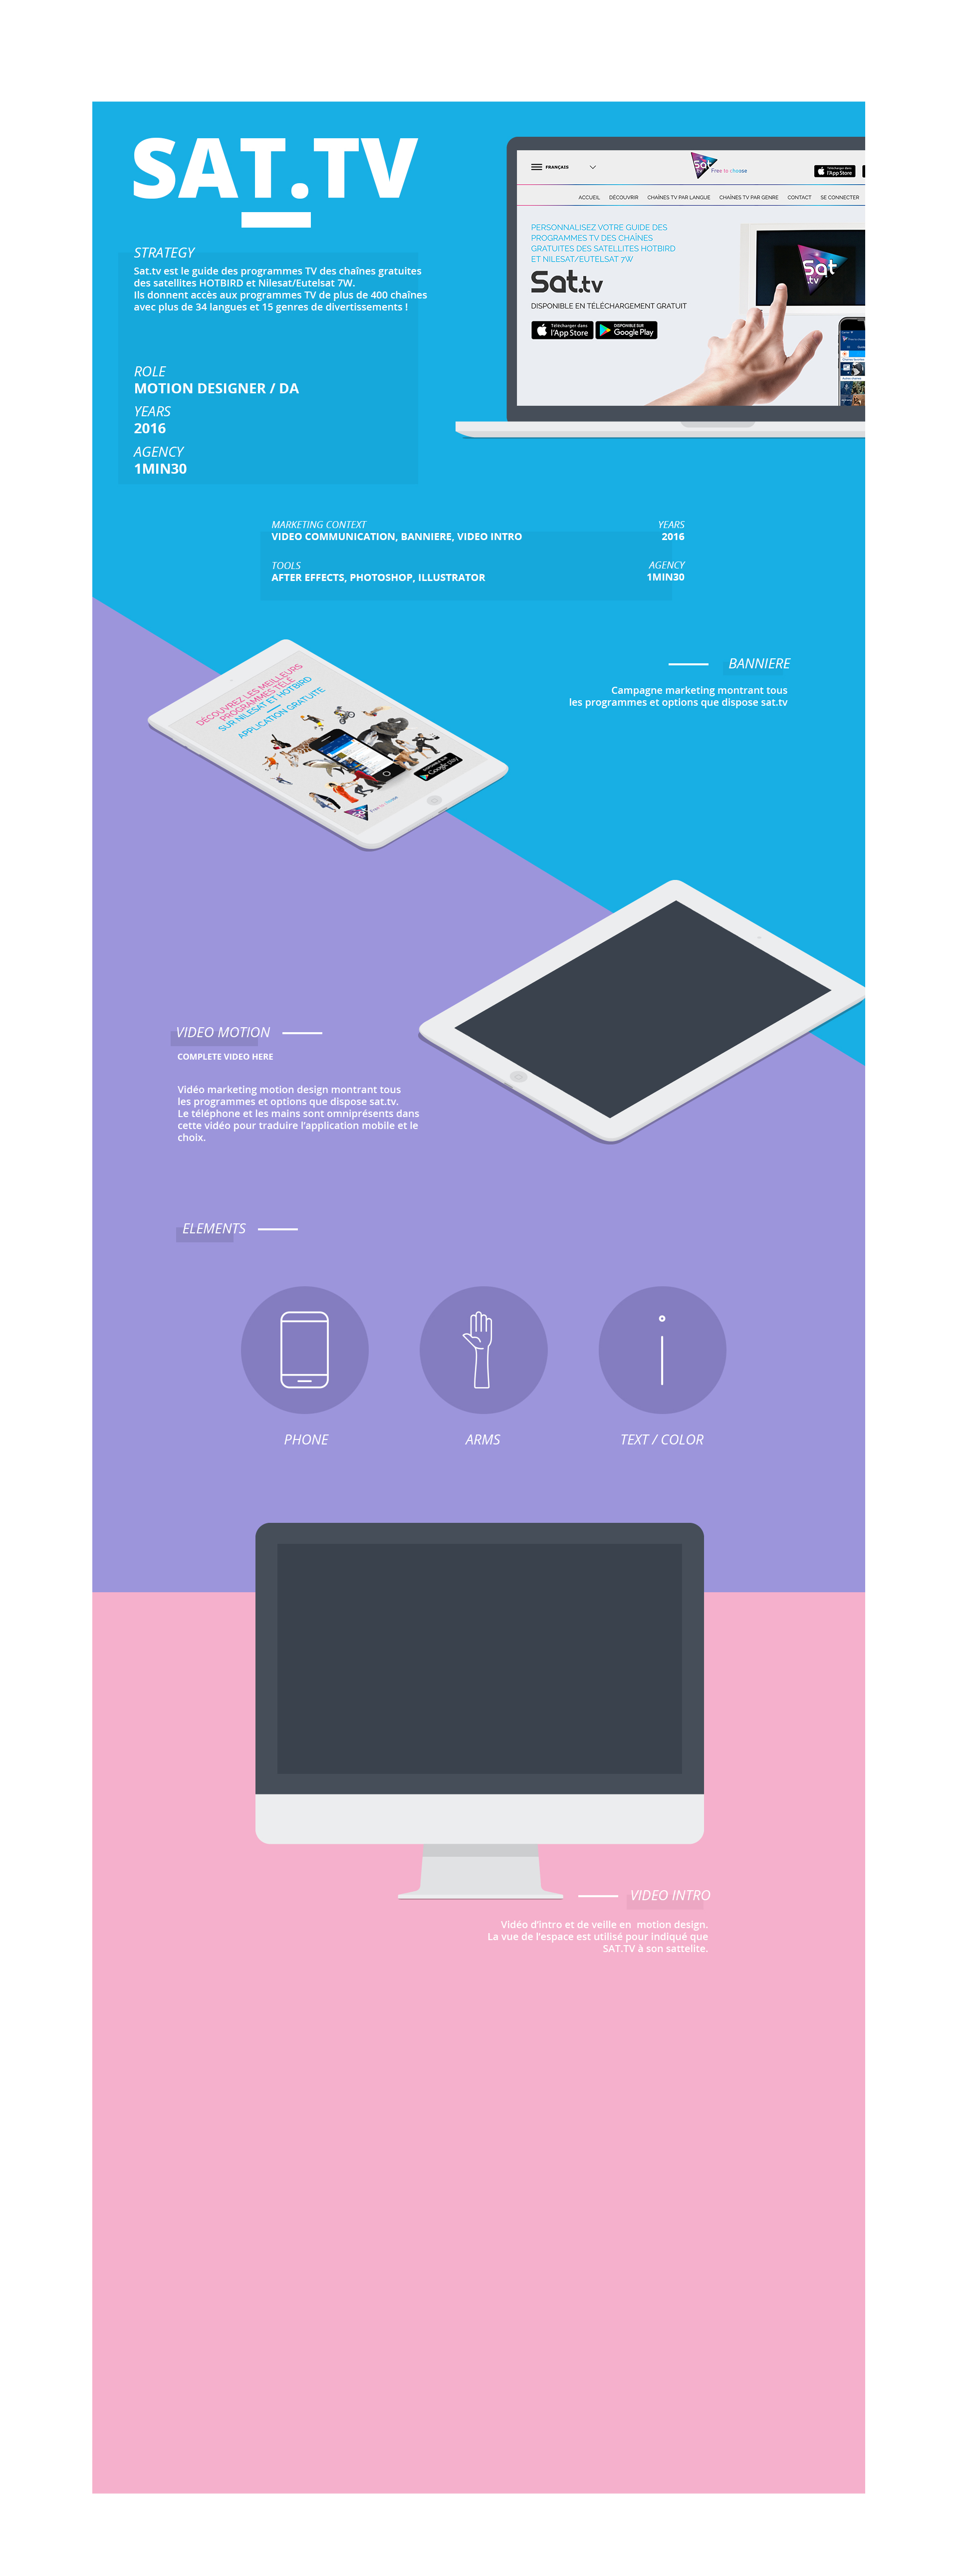 SAT.TV
STRATEGY
Sat.tv est le guide des programmes TV des chaînes gratuites
des satellites HOTBIRD et Nilesat/Eutelsat 7W.
Ils donnent accès aux programmes TV de plus de 400 chaînes
avec plus de 34 langues et 15 genres de divertissements !
ROLE
MOTION DESIGNER / DA
YEARS
2016
AGENCY
1MIN30
FRANÇAIS
Sat.tv
Free to choose
Télécharger dans
l'App Store
ACCUEIL DÉCOUVRIR CHAÎNES TV PAR LANGUE CHAÎNES TV PAR GENRE CONTACT SE CONNECTER
PERSONNALISEZ VOTRE GUIDE DES
PROGRAMMES TV DES CHAÎNES
GRATUITES DES SATELLITES HOTBIRD
ET NILESAT/EUTELSAT 7W
Sat.tv
DISPONIBLE EN TÉLÉCHARGEMENT GRATUIT
Télécharger dans
l'App Store
DISPONIBLE SUR
Google Play
Sat
.tv
MARKETING CONTEXT
VIDEO COMMUNICATION, BANNIERE, VIDEO INTRO
YEARS
2016
TOOLS
AFTER EFFECTS, PHOTOSHOP, ILLUSTRATOR
AGENCY
1MIN30
DÉCOUVREZ LES MEILLEURS
PROGRAMMES TÉLÉ
SUR NILESAT ET HOTBIRD
APPLICATION GRATUITE
Google play
Free to choose
BANNIERE
Campagne marketing montrant tous
les programmes et options que dispose sat.tv
VIDEO MOTION
COMPLETE VIDEO HERE
Vidéo marketing motion design montrant tous
les programmes et options que dispose sat.tv.
Le téléphone et les mains sont omniprésents dans
cette vidéo pour traduire l'application mobile et le
choix.
ELEMENTS
PHONE
ARMS
TEXT / COLOR
VIDEO INTRO
Vidéo d'intro et de veille en motion design.
La vue de l'espace est utilisé pour indiqué que
SAT.TV à son sattelite.